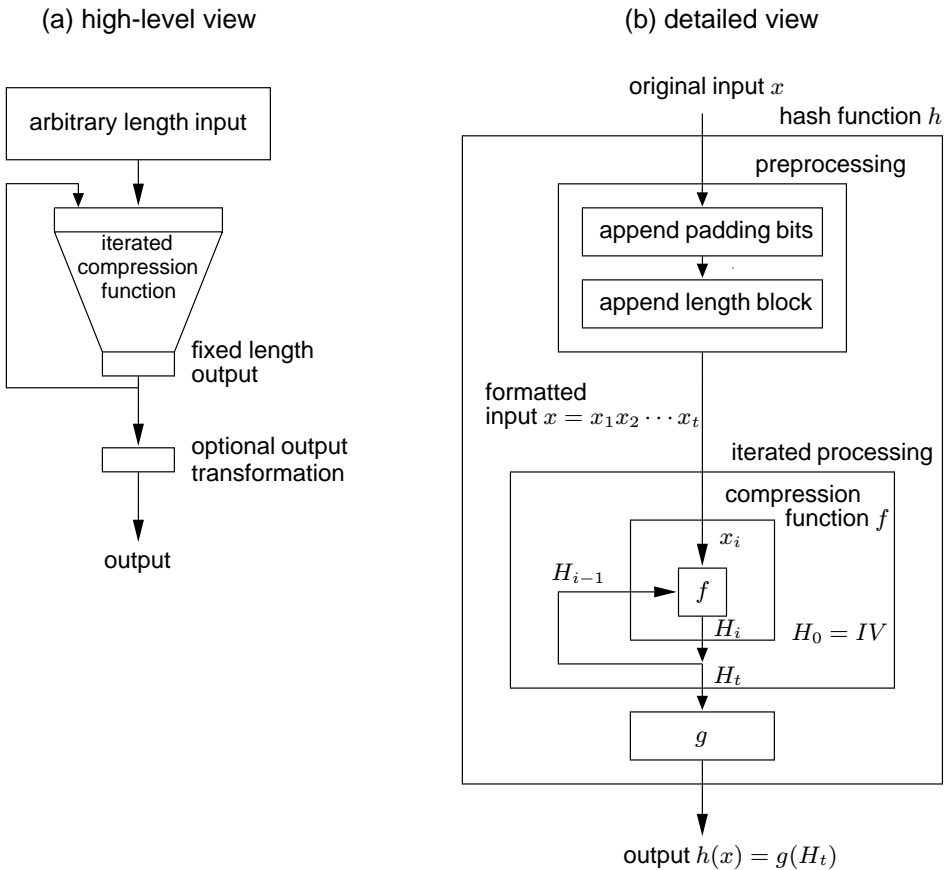 (a) high-level view
arbitrary length input
iterated
compression
function
fixed length
output
optional output
transformation
output
(b) detailed view
original input x
hash function h
preprocessing
append padding bits
append length block
formatted
input x = x₁x₂ ⋯ xₜ
iterated processing
compression
function f
xᵢ
Hᵢ₋₁
f
Hᵢ
H₀ = IV
Hₜ
g
output h(x) = g(Hₜ)